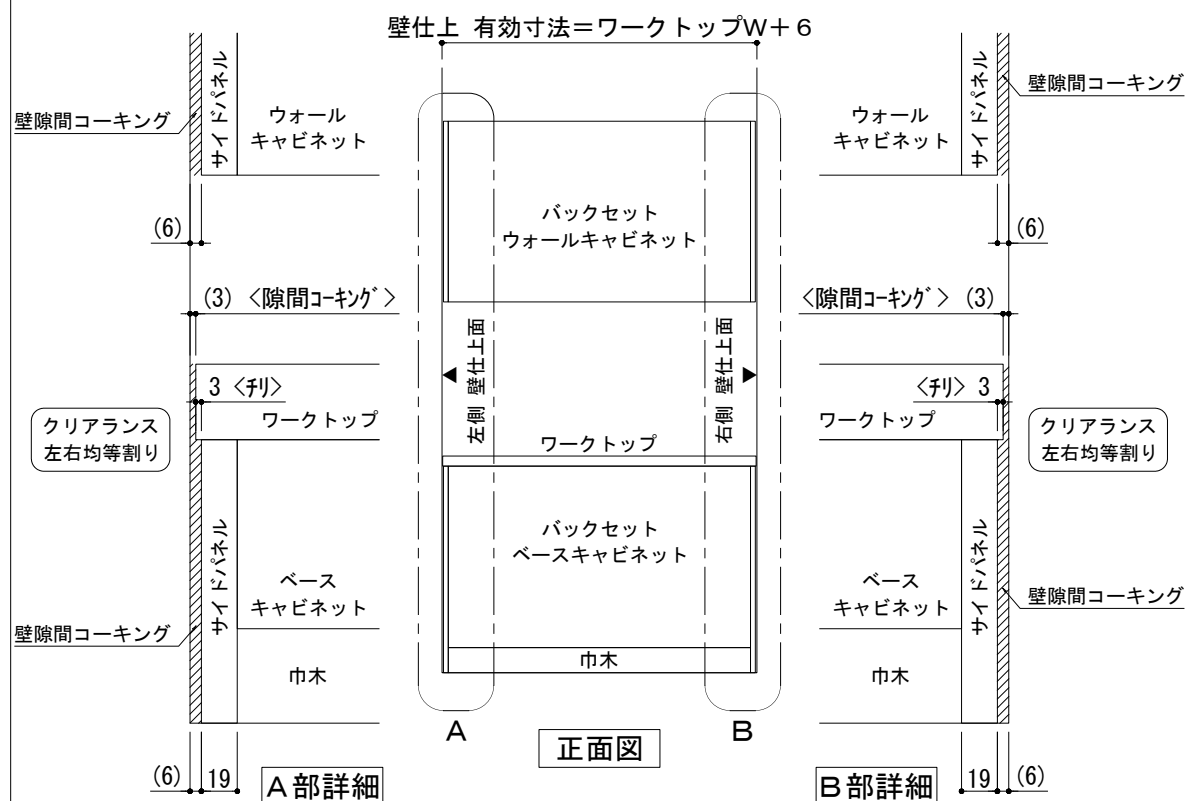 壁仕上 有効寸法=ワークトップW+6
壁隙間コーキング
サイドパネル
ウォール
キャビネット
(6)
(3) <隙間コーキング>
3 <チリ>
ワークトップ
クリアランス
左右均等割り
サイドパネル
ベース
キャビネット
壁隙間コーキング
巾木
(6) 19
A部詳細
バックセット
ウォールキャビネット
左側 壁仕上面
右側 壁仕上面
ワークトップ
バックセット
ベースキャビネット
巾木
A
B
正面図
ウォール
キャビネット
サイドパネル
壁隙間コーキング
(6)
<隙間コーキング> (3)
<チリ> 3
ワークトップ
クリアランス
左右均等割り
ベース
キャビネット
サイドパネル
壁隙間コーキング
巾木
19 (6)
B部詳細